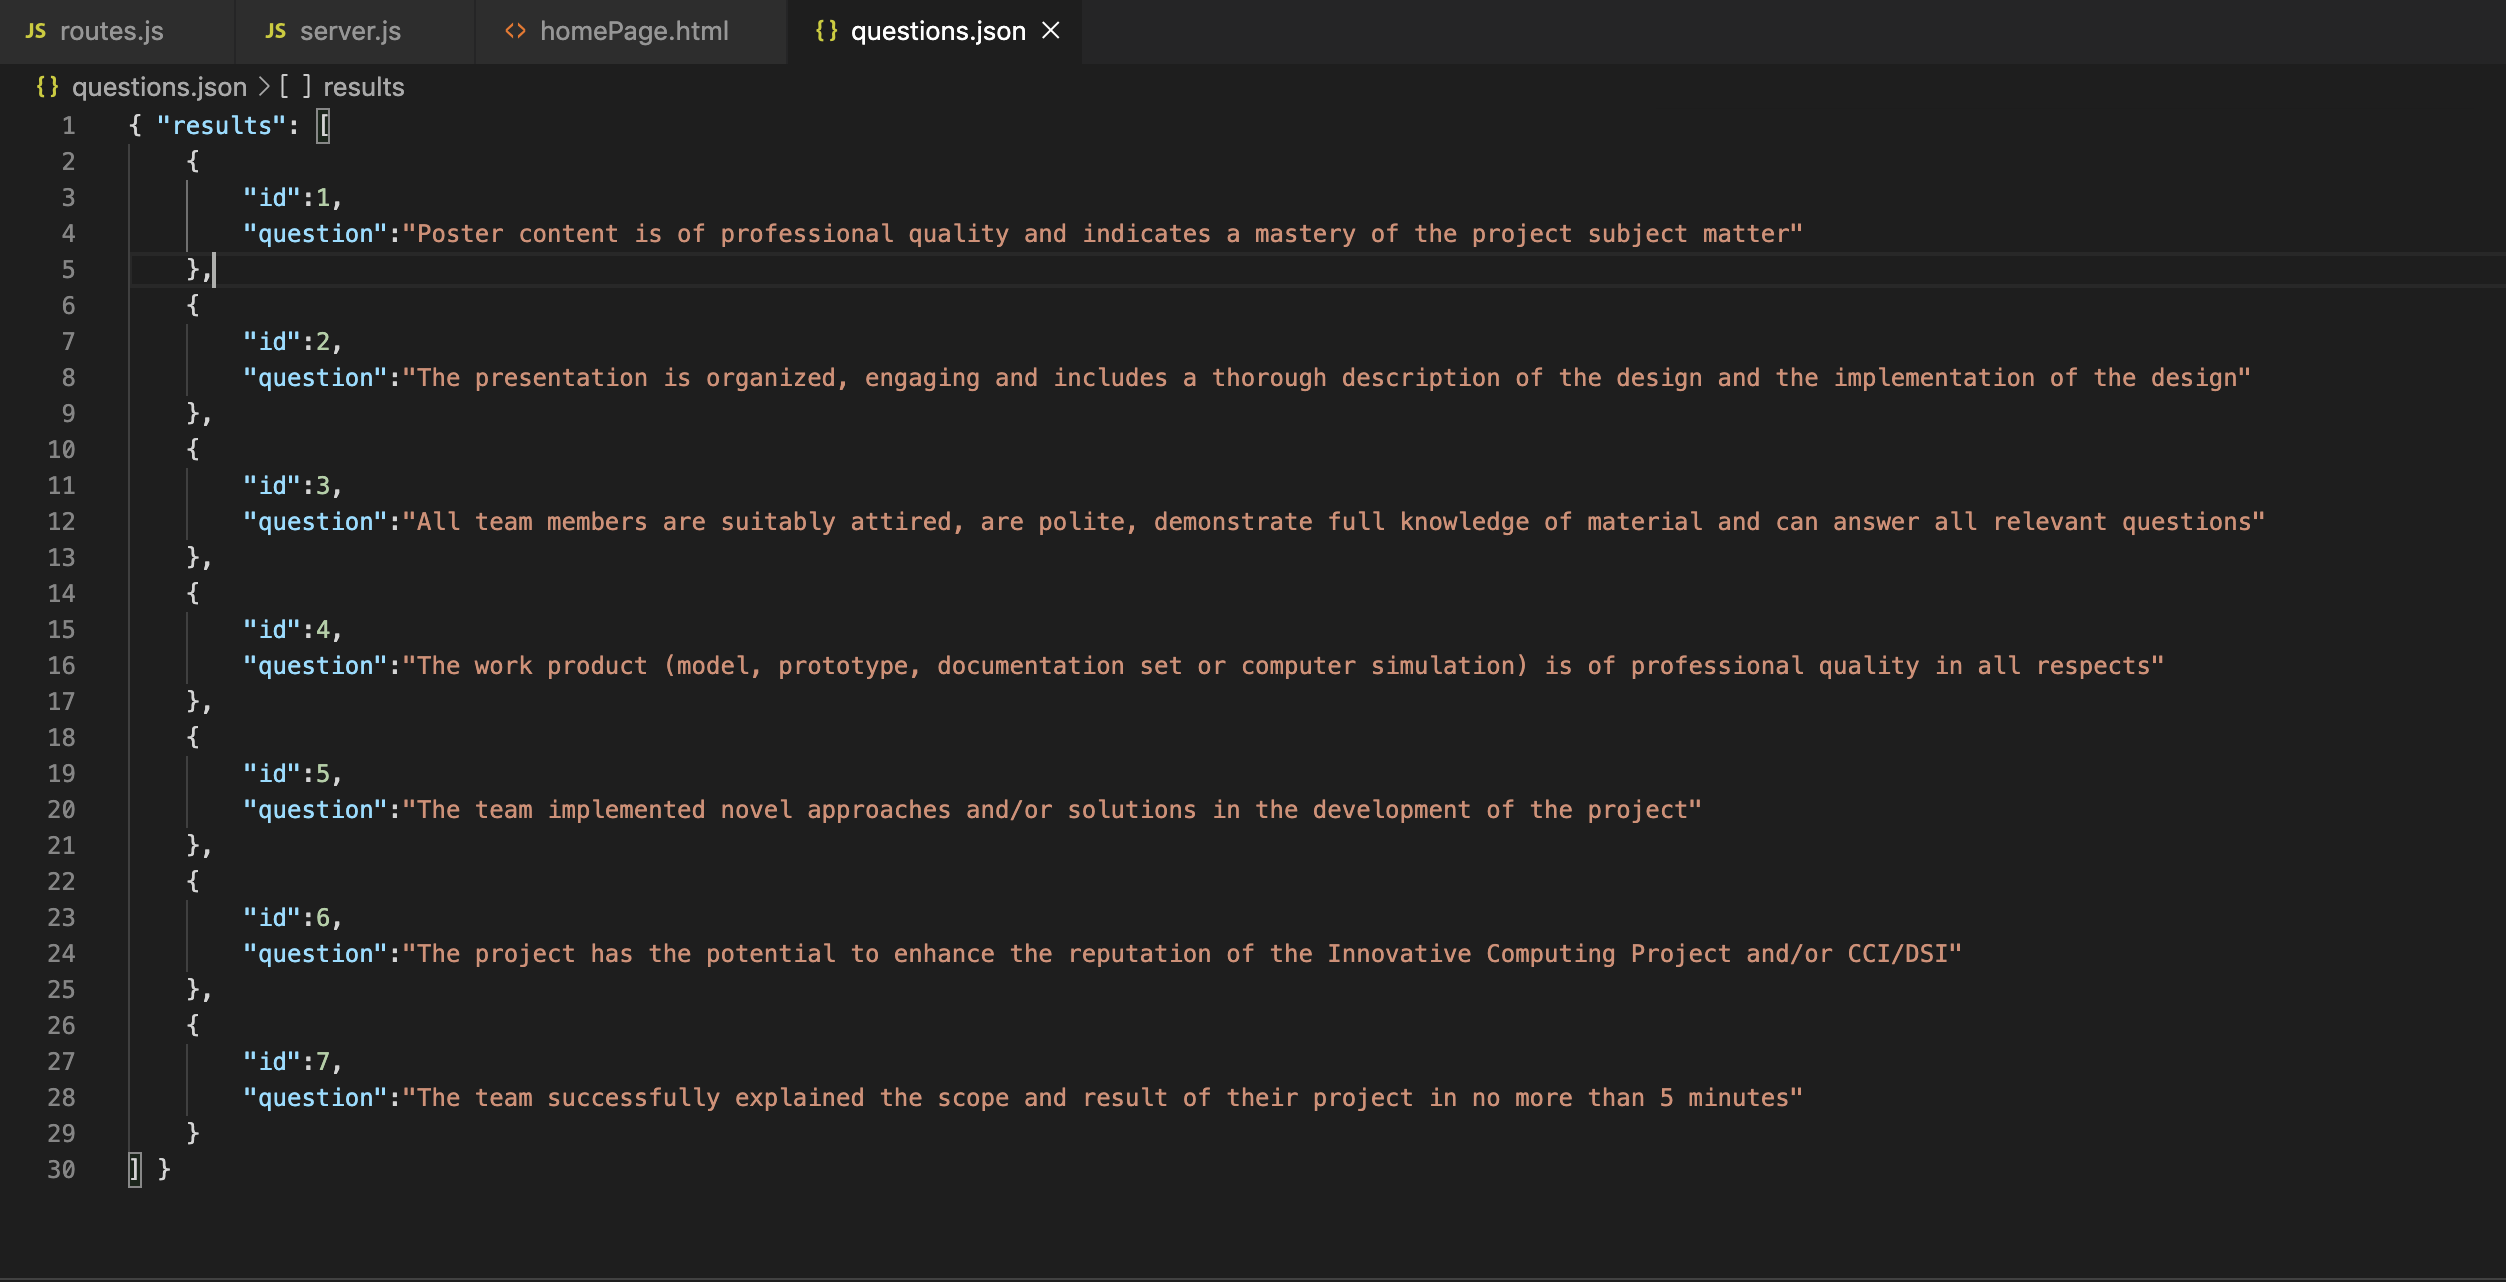 JS routes.js JS server.js <> homePage.html {} questions.json ×
{} questions.json > [ ] results
1 { "results": [
2 {
3 "id":1,
4 "question":"Poster content is of professional quality and indicates a mastery of the project subject matter"
5 },
6 {
7 "id":2,
8 "question":"The presentation is organized, engaging and includes a thorough description of the design and the implementation of the design"
9 },
10 {
11 "id":3,
12 "question":"All team members are suitably attired, are polite, demonstrate full knowledge of material and can answer all relevant questions"
13 },
14 {
15 "id":4,
16 "question":"The work product (model, prototype, documentation set or computer simulation) is of professional quality in all respects"
17 },
18 {
19 "id":5,
20 "question":"The team implemented novel approaches and/or solutions in the development of the project"
21 },
22 {
23 "id":6,
24 "question":"The project has the potential to enhance the reputation of the Innovative Computing Project and/or CCI/DSI"
25 },
26 {
27 "id":7,
28 "question":"The team successfully explained the scope and result of their project in no more than 5 minutes"
29 }
30 ] }